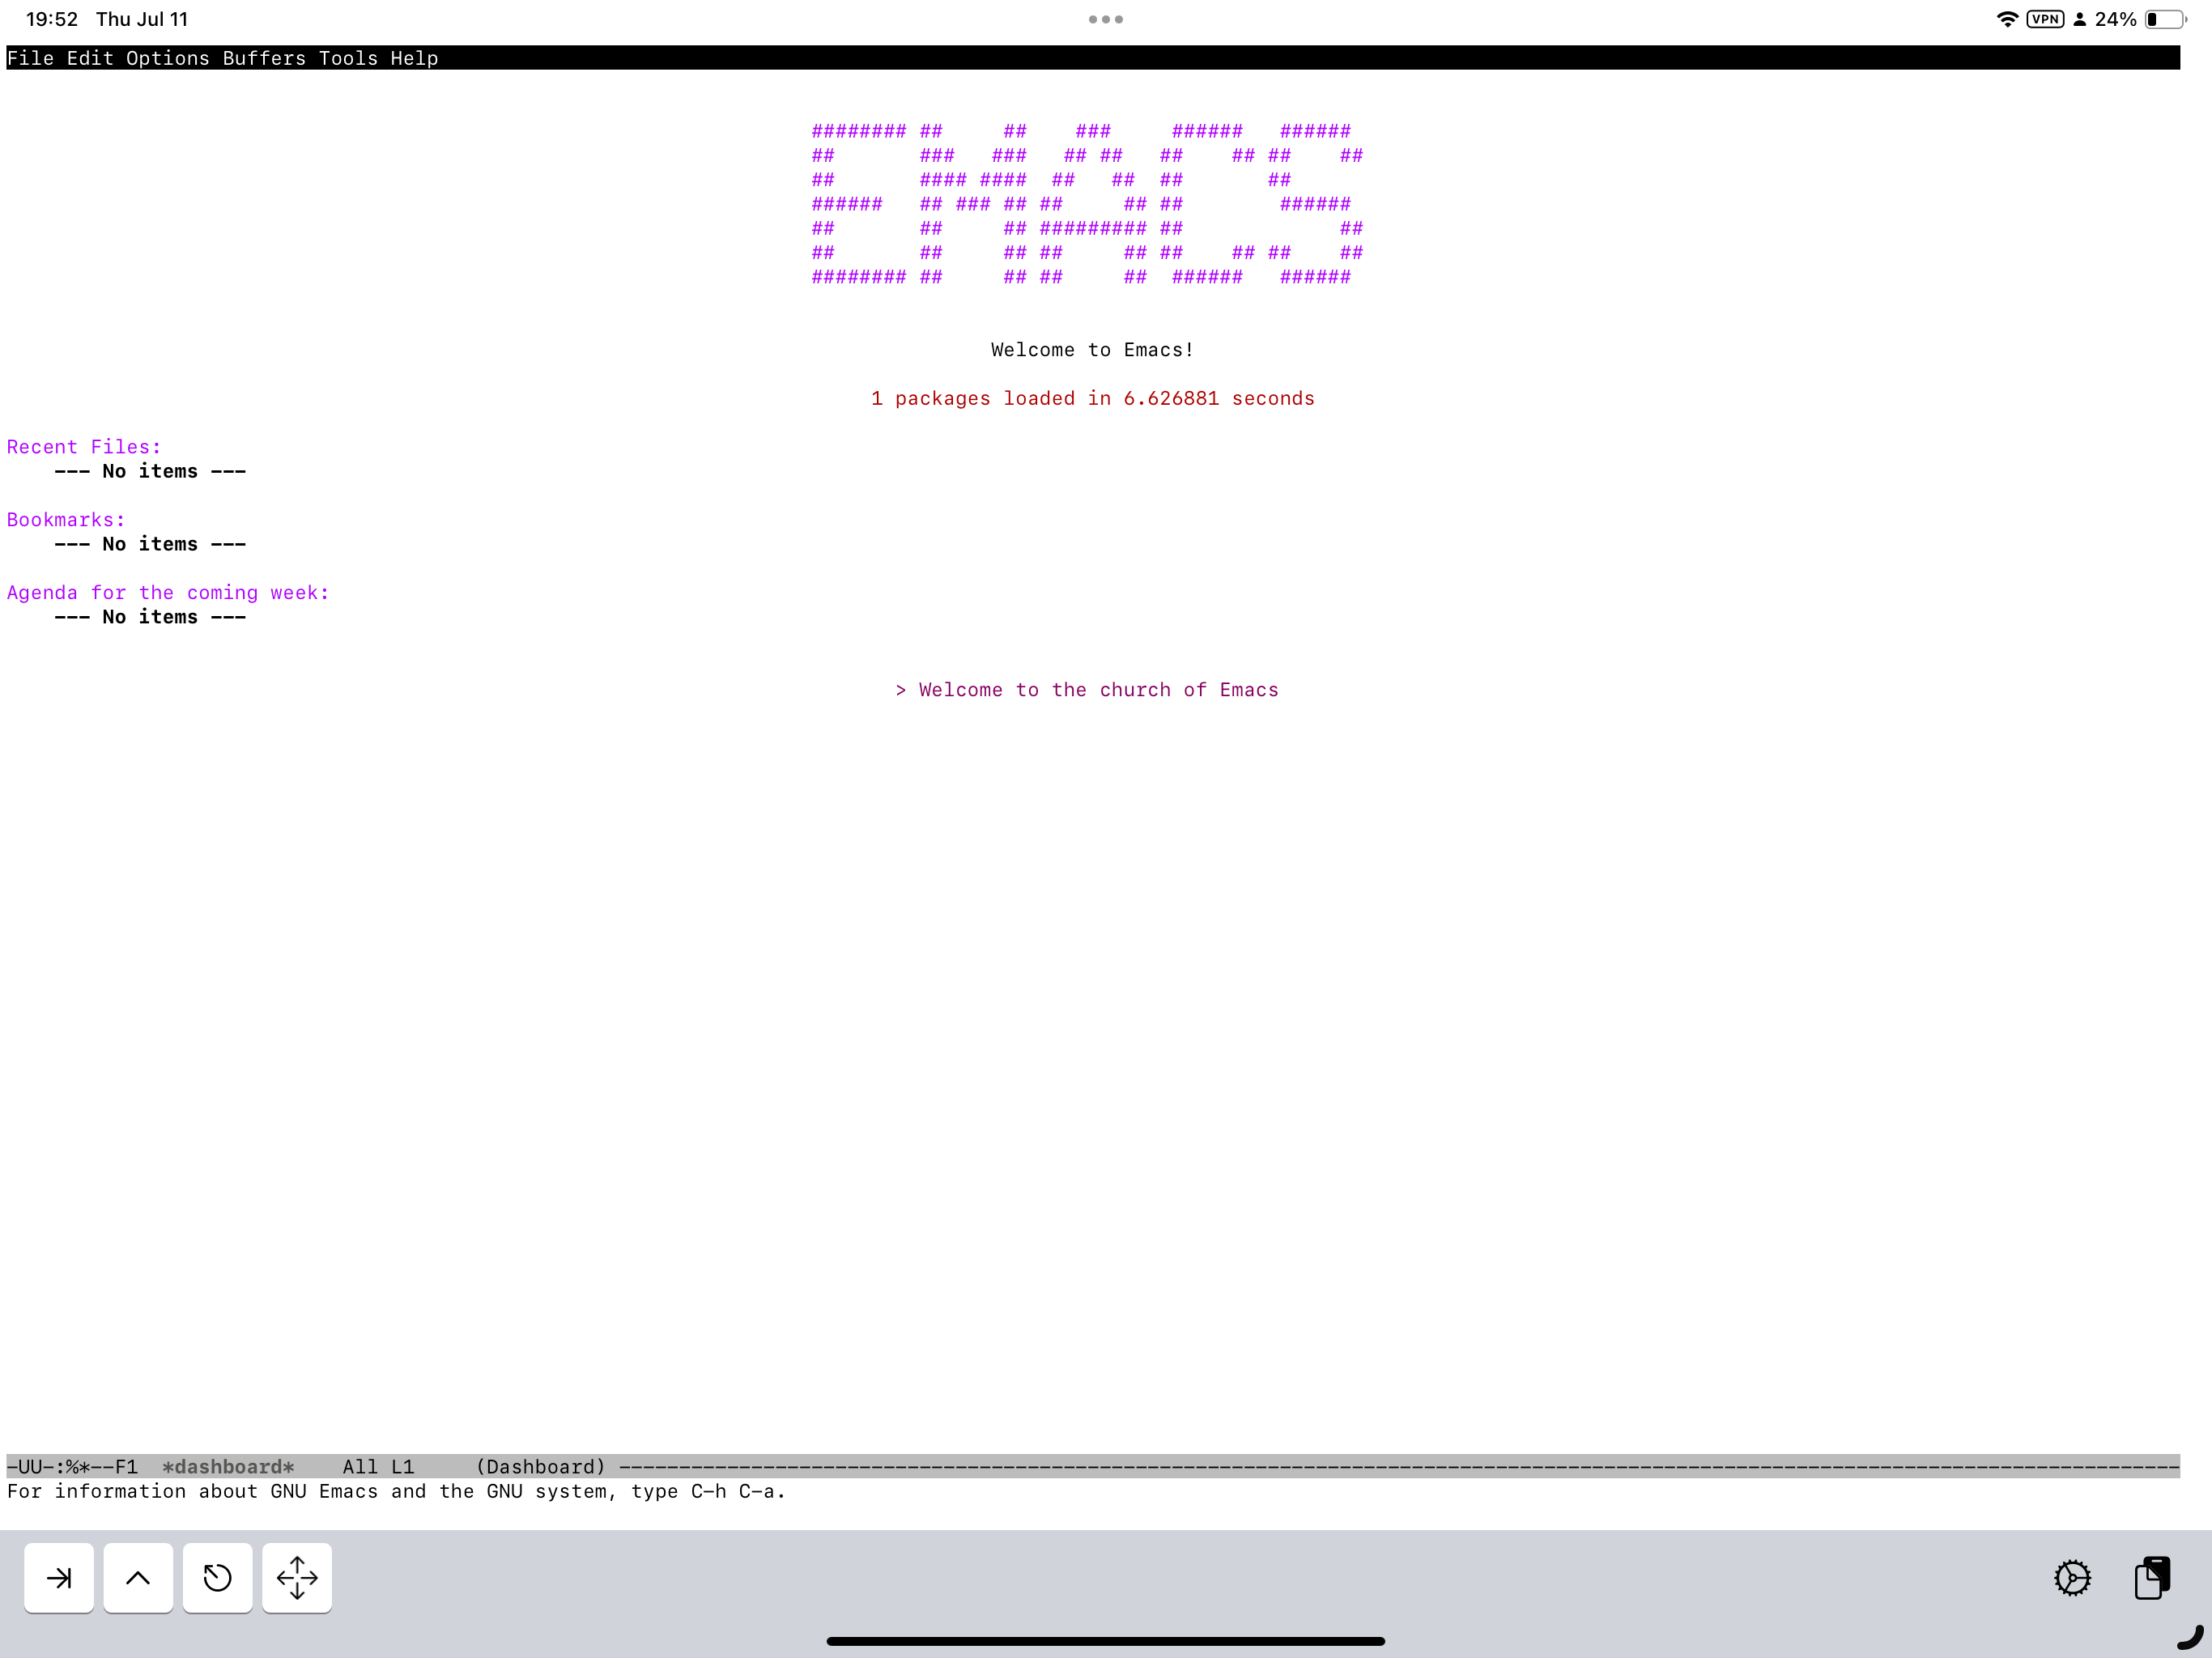 19:52 Thu Jul 11
VPN 24%
File Edit Options Buffers Tools Help
######## ##     ##    ###     ######   ######
##       ###   ###   ## ##   ##    ## ##    ##
##       #### ####  ##   ##  ##       ##
######   ## ### ## ##     ## ##        ######
##       ##     ## ######### ##             ##
##       ##     ## ##     ## ##    ## ##    ##
######## ##     ## ##     ##  ######   ######
Welcome to Emacs!
1 packages loaded in 6.626881 seconds
Recent Files:
--- No items ---
Bookmarks:
--- No items ---
Agenda for the coming week:
--- No items ---
> Welcome to the church of Emacs
-UU-:%*--F1  *dashboard*    All L1     (Dashboard) ----------------------------------------------------------------------------------------------------------------------------------
For information about GNU Emacs and the GNU system, type C-h C-a.